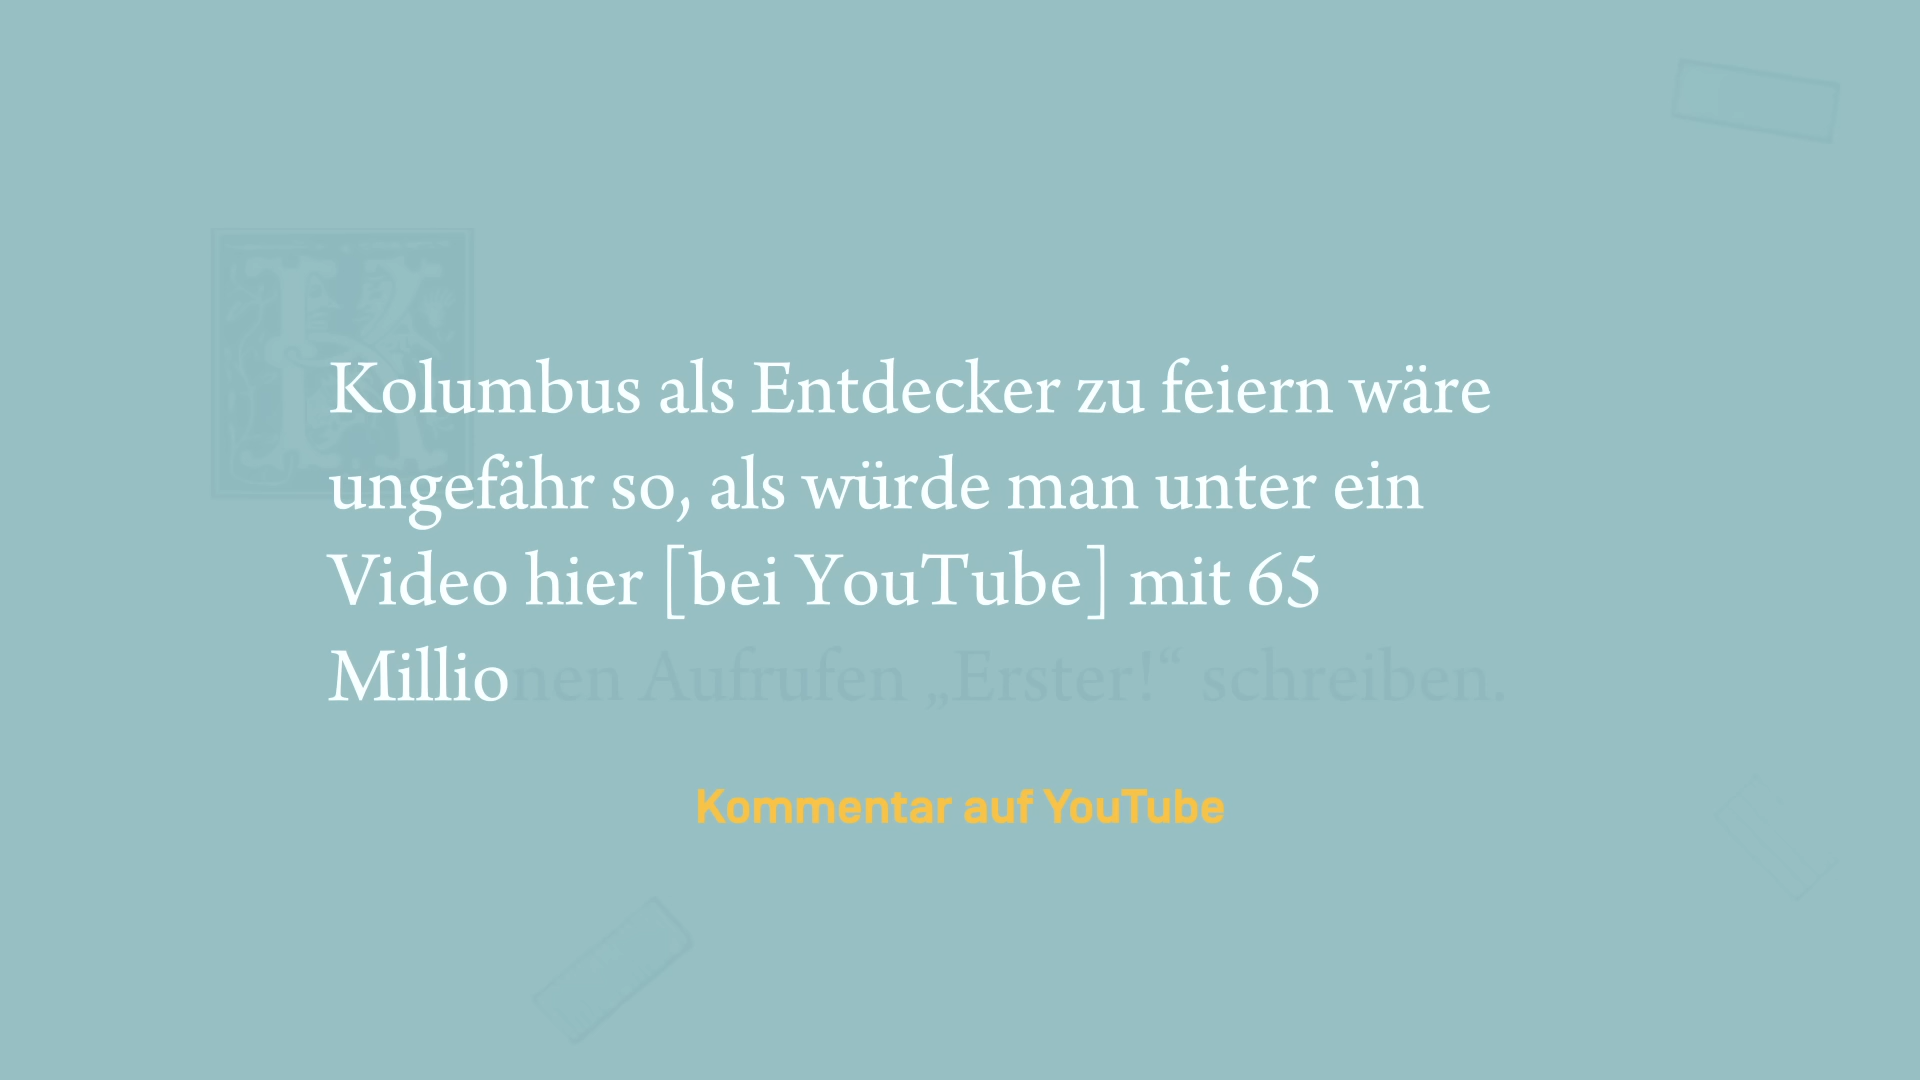 Kolumbus als Entdecker zu feiern wäre
ungefähr so, als würde man unter ein
Video hier [bei YouTube] mit 65
Millionen Aufrufen „Erster!“ schreiben.
Kommentar auf YouTube